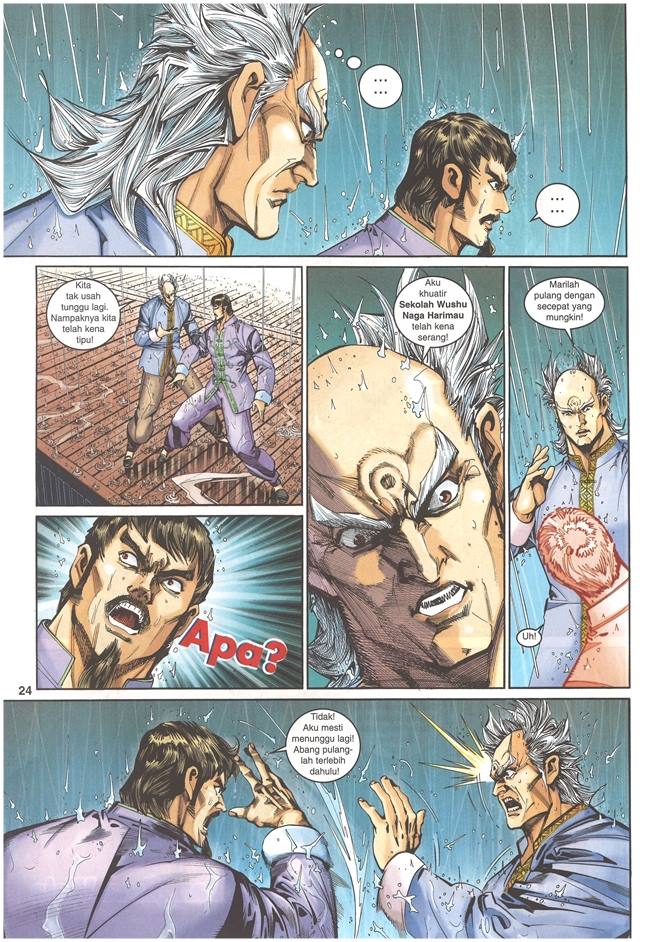 ...
...
...
...
Kita
tak usah
tunggu lagi.
Nampaknya kita
telah kena
tipu!
Aku
khuatir
Sekolah Wushu
Naga Harimau
telah kena
serang!
Marilah
pulang dengan
secepat yang
mungkin!
Apa?
Uh!
24
Tidak!
Aku mesti
menunggu lagi!
Abang pulang-
lah terlebih
dahulu!